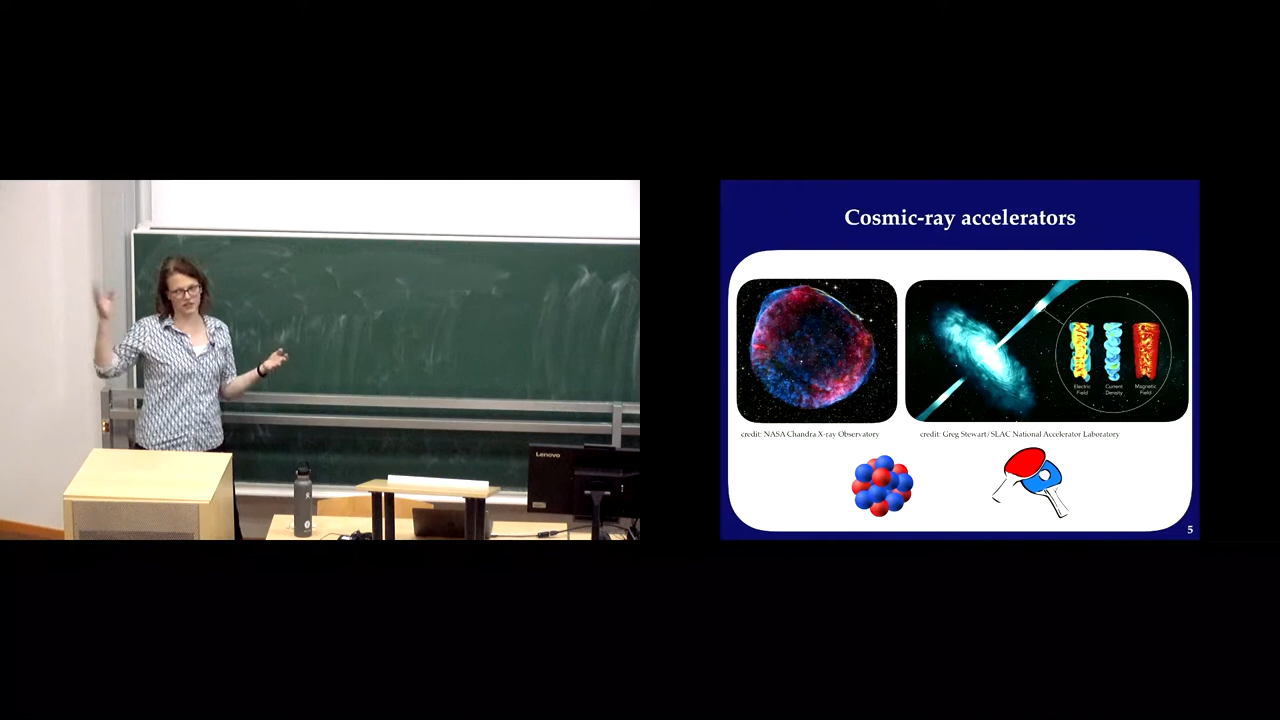 Lenovo
Cosmic-ray accelerators
Electric
Field
Current
Density
Magnetic
Field
credit: NASA Chandra X-ray Observatory
credit: Greg Stewart/SLAC National Accelerator Laboratory
5